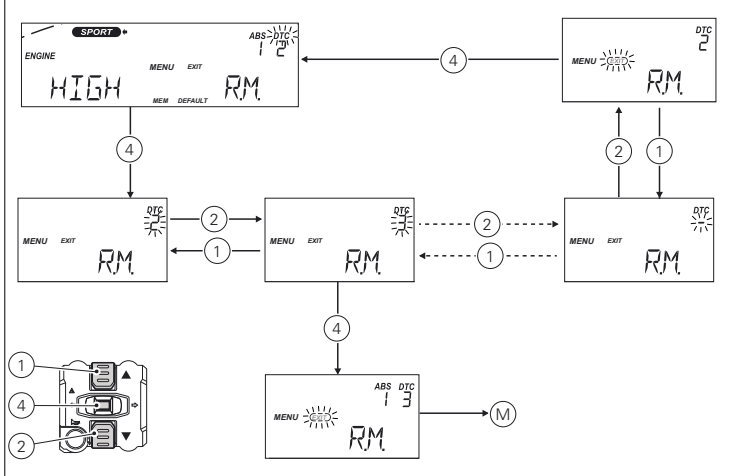 SPORT
ABS DTC
1 2
ENGINE
MENU EXIT
HIGH R.M.
MEM DEFAULT
4
DTC
2
MENU EXIT
R.M.
4
2 1
DTC
2
MENU EXIT
R.M.
2
1
DTC
3
MENU EXIT
R.M.
2
1
DTC
-
MENU EXIT
R.M.
4
1
4
2
ABS DTC
1 3
MENU EXIT
R.M.
M